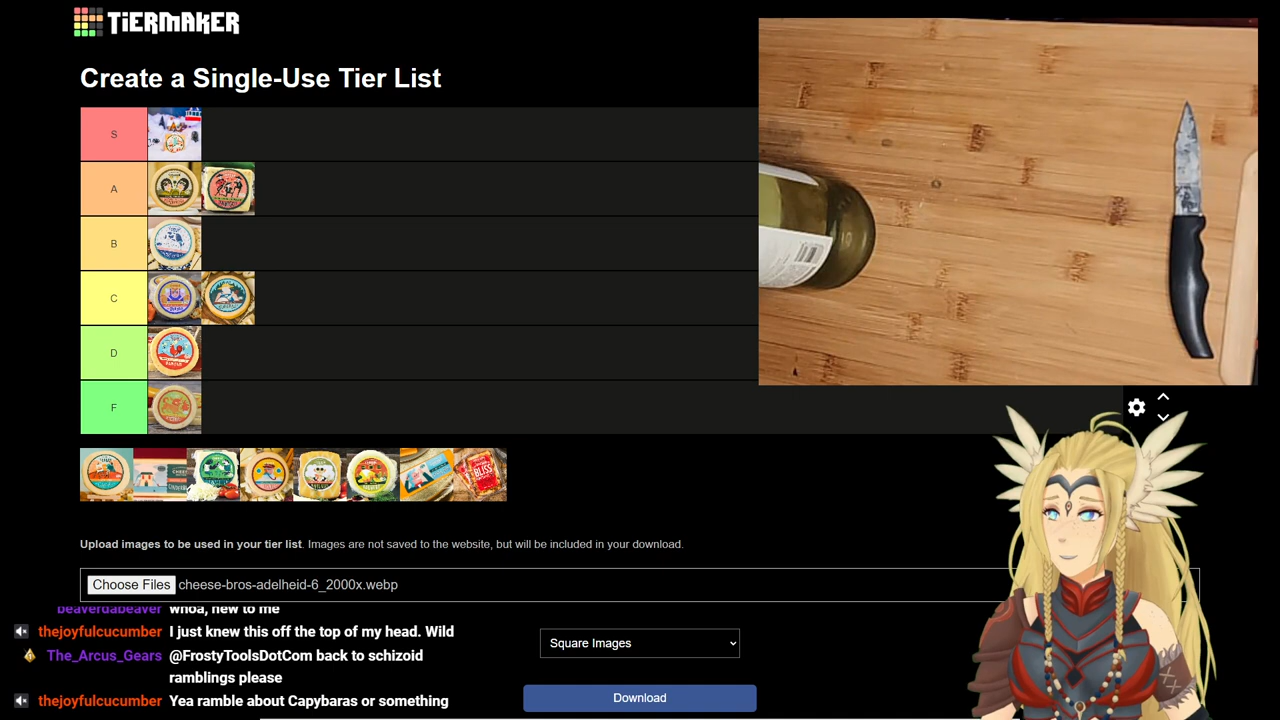 TiERMAKER
Create a Single-Use Tier List
S
A
B
C
D
F
BLISS
Upload images to be used in your tier list. Images are not saved to the website, but will be included in your download.
Choose Files cheese-bros-adelheid-6_2000x.webp
beaverdabeaver whoa, new to me
thejoyfulcucumber I just knew this off the top of my head. Wild
The_Arcus_Gears @FrostyToolsDotCom back to schizoid
ramblings please
thejoyfulcucumber Yea ramble about Capybaras or something
Square Images
Download